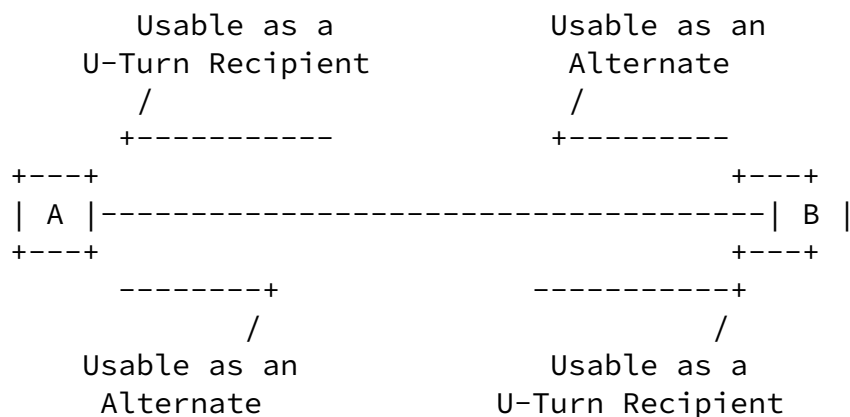 Usable as a Usable as an
U-Turn Recipient Alternate
/ /
+----------- +---------
+---+ +---+
| A |-------------------------------------| B |
+---+ +---+
--------+ -----------+
/ /
Usable as an Usable as a
Alternate U-Turn Recipient